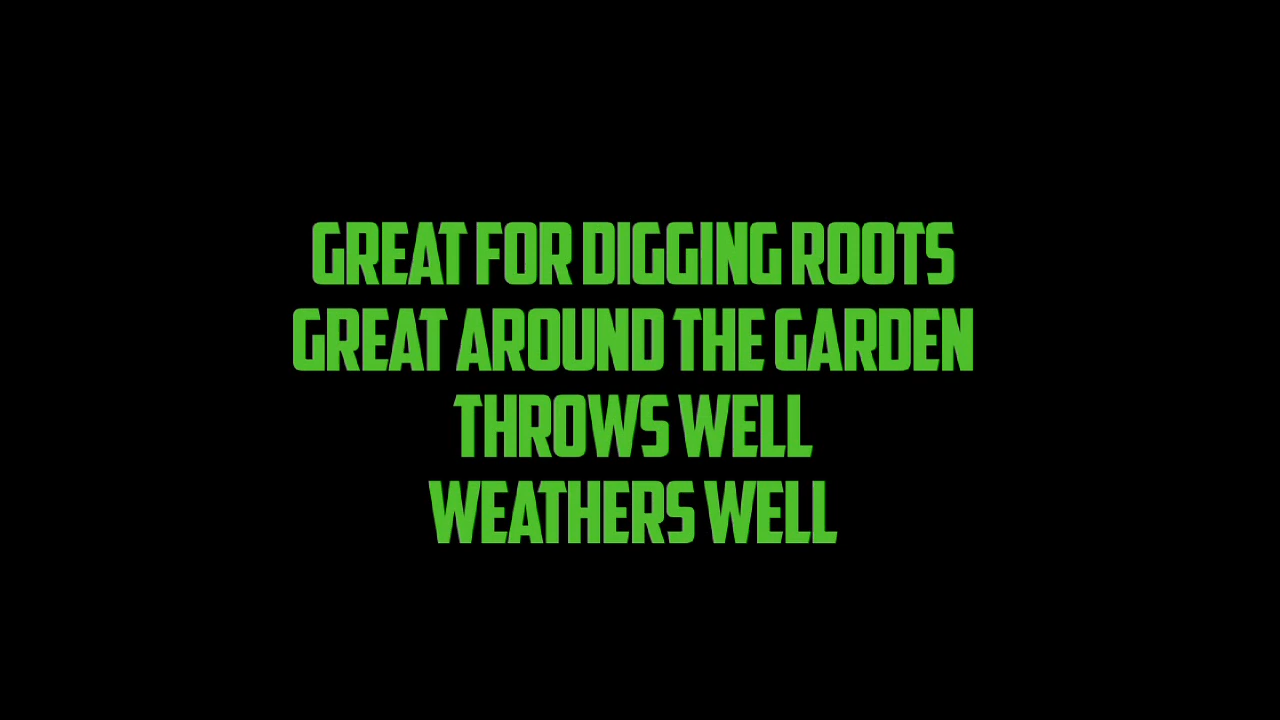 GREAT FOR DIGGING ROOTS
GREAT AROUND THE GARDEN
THROWS WELL
WEATHERS WELL